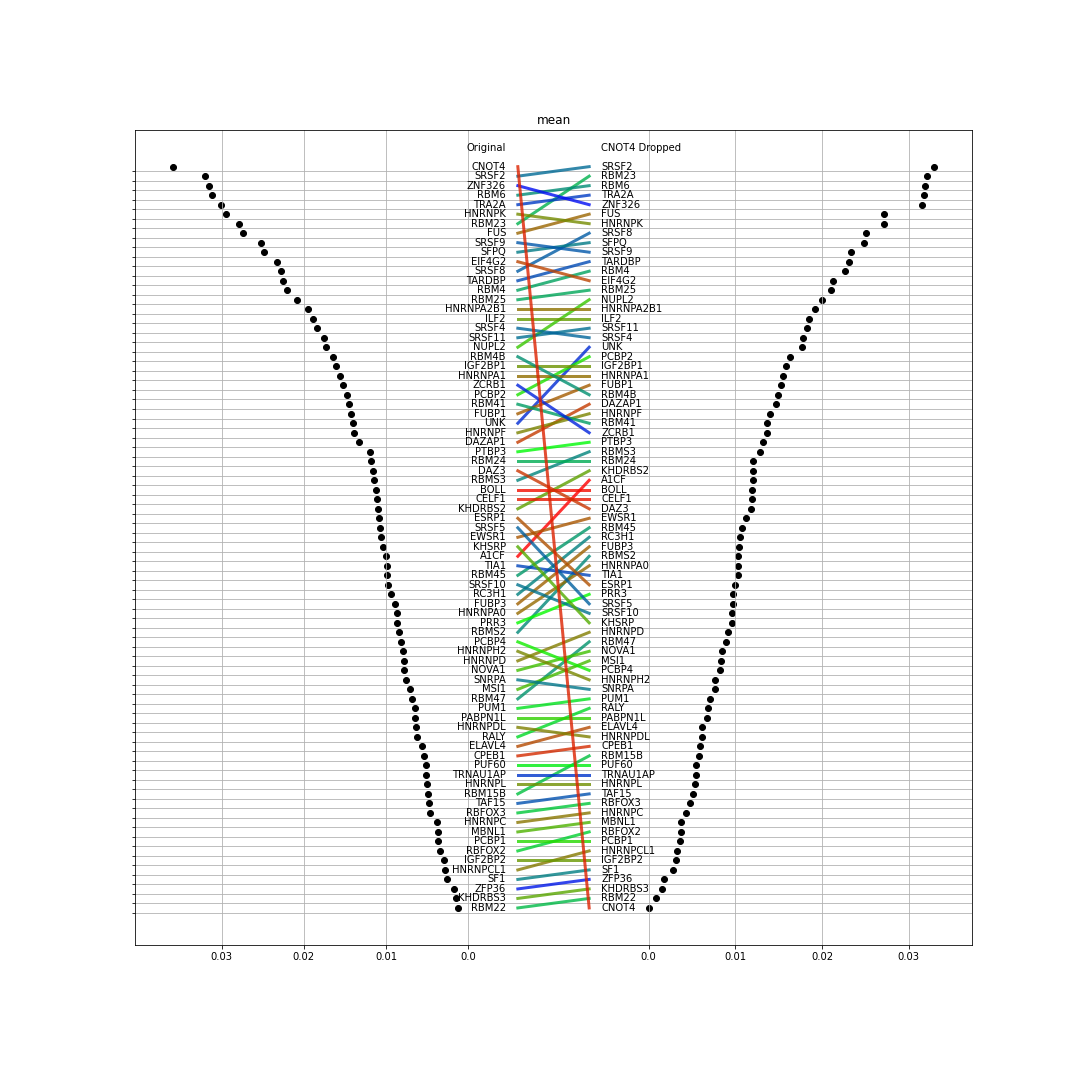 mean
Original CNOT4 Dropped
CNOT4 SRSF2
SRSF2 RBM23
ZNF326 RBM6
RBM6 TRA2A
TRA2A ZNF326
HNRNPK FUS
RBM23 HNRNPK
FUS SRSF8
SRSF9 SFPQ
SFPQ SRSF9
EIF4G2 TARDBP
SRSF8 RBM4
TARDBP EIF4G2
RBM4 RBM25
RBM25 NUPL2
HNRNPA2B1 HNRNPA2B1
ILF2 ILF2
SRSF4 SRSF11
SRSF11 SRSF4
NUPL2 UNK
RBM4B PCBP2
IGF2BP1 IGF2BP1
HNRNPA1 HNRNPA1
ZCRB1 FUBP1
PCBP2 RBM4B
RBM41 DAZAP1
FUBP1 HNRNPF
UNK RBM41
HNRNPF ZCRB1
DAZAP1 PTBP3
PTBP3 RBMS3
RBM24 RBM24
DAZ3 KHDRBS2
RBMS3 A1CF
BOLL BOLL
CELF1 CELF1
KHDRBS2 DAZ3
ESRP1 EWSR1
SRSF5 RBM45
EWSR1 RC3H1
KHSRP FUBP3
A1CF RBMS2
TIA1 HNRNPA0
RBM45 TIA1
SRSF10 ESRP1
RC3H1 PRR3
FUBP3 SRSF5
HNRNPA0 SRSF10
PRR3 KHSRP
RBMS2 HNRNPD
PCBP4 RBM47
HNRNPH2 NOVA1
HNRNPD MSI1
NOVA1 PCBP4
SNRPA HNRNPH2
MSI1 SNRPA
RBM47 PUM1
PUM1 RALY
PABPN1L PABPN1L
HNRNPDL ELAVL4
RALY HNRNPDL
ELAVL4 CPEB1
CPEB1 RBM15B
PUF60 PUF60
TRNAU1AP TRNAU1AP
HNRNPL HNRNPL
RBM15B TAF15
TAF15 RBFOX3
RBFOX3 HNRNPC
HNRNPC MBNL1
MBNL1 RBFOX2
PCBP1 PCBP1
RBFOX2 HNRNPCL1
IGF2BP2 IGF2BP2
HNRNPCL1 SF1
SF1 ZFP36
ZFP36 KHDRBS3
KHDRBS3 RBM22
RBM22 CNOT4
0.03 0.02 0.01 0.0 0.0 0.01 0.02 0.03